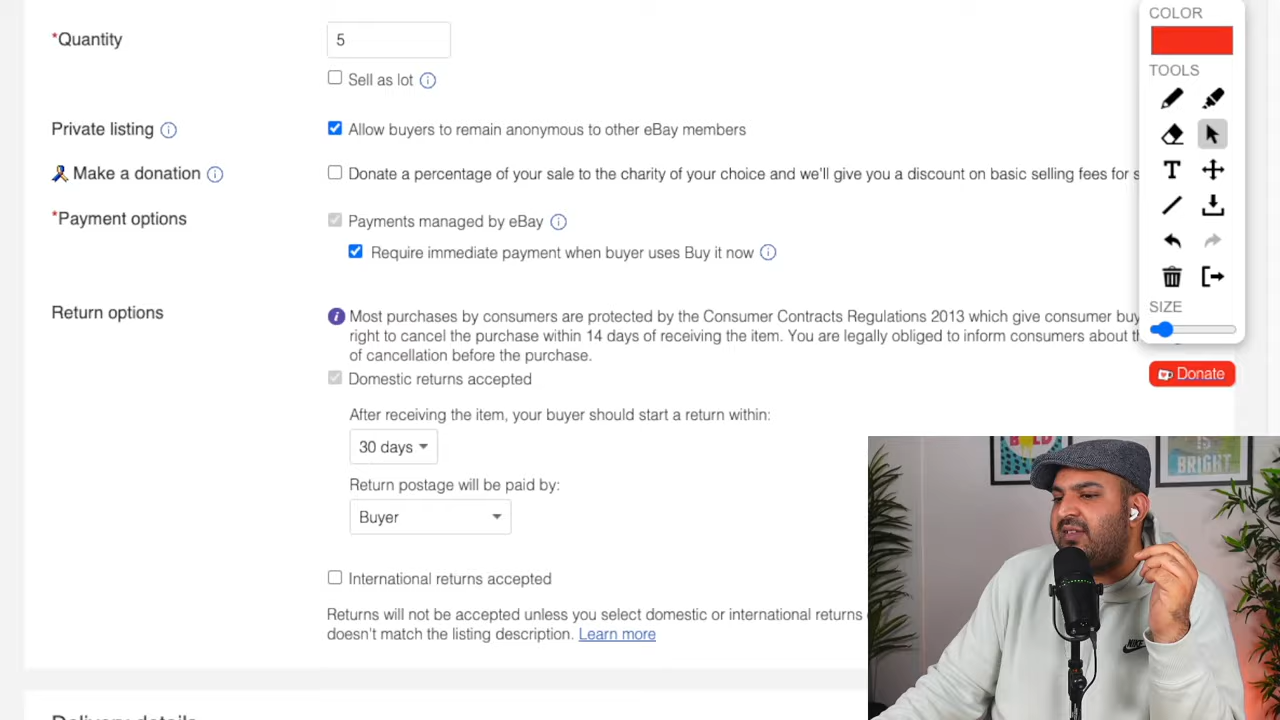 COLOR
TOOLS
SIZE
Donate
*Quantity
5
Sell as lot
Private listing
Allow buyers to remain anonymous to other eBay members
Make a donation
Donate a percentage of your sale to the charity of your choice and we'll give you a discount on basic selling fees for
*Payment options
Payments managed by eBay
Require immediate payment when buyer uses Buy it now
Return options
Most purchases by consumers are protected by the Consumer Contracts Regulations 2013 which give consumer
right to cancel the purchase within 14 days of receiving the item. You are legally obliged to inform consumers about
of cancellation before the purchase.
Domestic returns accepted
After receiving the item, your buyer should start a return within:
30 days
Return postage will be paid by:
Buyer
International returns accepted
Returns will not be accepted unless you select domestic or international returns
doesn't match the listing description. Learn more
BOLD
IS
BRIGHT
NIKE